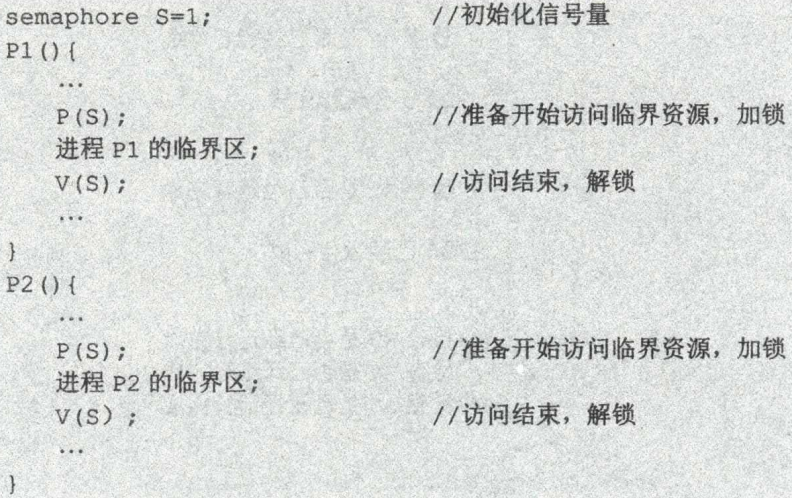 semaphore S=1; //初始化信号量
P1(){
…
P(S); //准备开始访问临界资源，加锁
进程 P1 的临界区;
V(S); //访问结束，解锁
…
}
P2(){
…
P(S); //准备开始访问临界资源，加锁
进程 P2 的临界区;
V(S) ; //访问结束，解锁
…
}